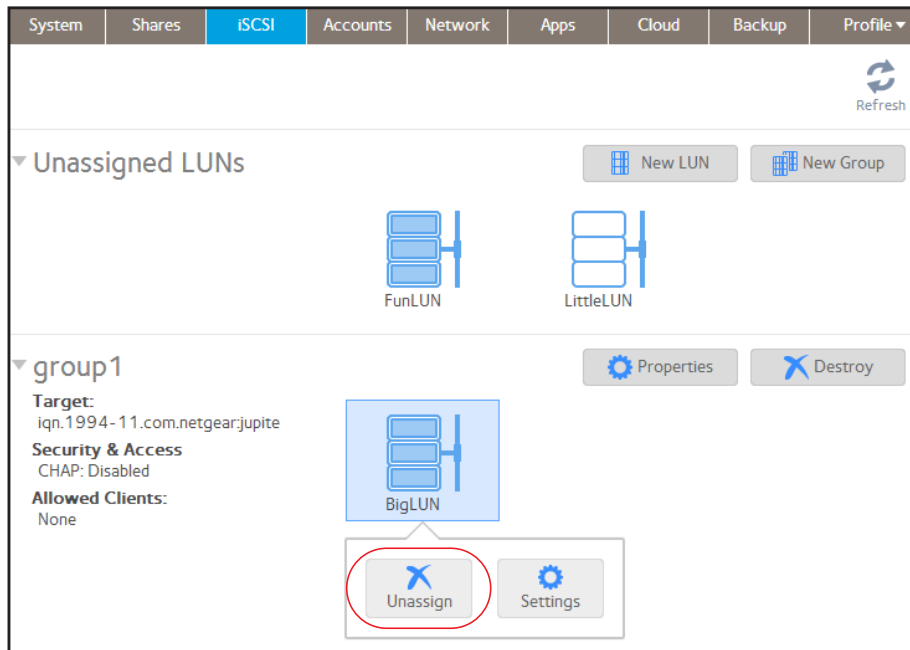 System Shares iSCSI Accounts Network Apps Cloud Backup Profile
Refresh
Unassigned LUNs
New LUN New Group
FunLUN LittleLUN
group1
Properties Destroy
Target:
iqn.1994-11.com.netgear:jupite
Security & Access
CHAP: Disabled
Allowed Clients:
None
BigLUN
Unassign Settings